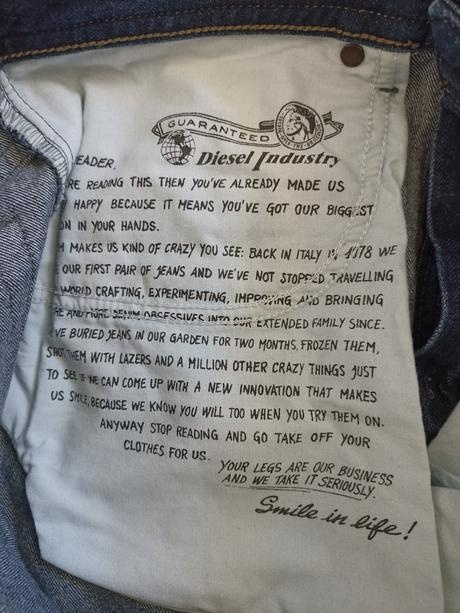 GUARANTEED
Diesel Industry
EADER,
RE READING THIS THEN YOU'VE ALREADY MADE US
HAPPY BECAUSE IT MEANS YOU'VE GOT OUR BIGGEST
ON IN YOUR HANDS.
MAKES US KIND OF CRAZY YOU SEE: BACK IN ITALY IN 1978 WE
OUR FIRST PAIR OF JEANS AND WE'VE NOT STOPPED TRAVELLING
WORLD CRAFTING, EXPERIMENTING, IMPROVING AND BRINGING
RE AND MORE DENIM OBSESSIVES INTO OUR EXTENDED FAMILY SINCE.
VE BURIED JEANS IN OUR GARDEN FOR TWO MONTHS, FROZEN THEM,
SHOT THEM WITH LAZERS AND A MILLION OTHER CRAZY THINGS JUST
TO SEE IF WE CAN COME UP WITH A NEW INNOVATION THAT MAKES
US SMILE, BECAUSE WE KNOW YOU WILL TOO WHEN YOU TRY THEM ON.
ANYWAY STOP READING AND GO TAKE OFF YOUR
CLOTHES FOR US.
YOUR LEGS ARE OUR BUSINESS
AND WE TAKE IT SERIOUSLY.
Smile in life!